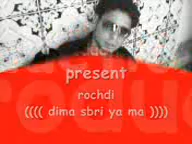 present
rochdi
(((( dima sbri ya ma ))))